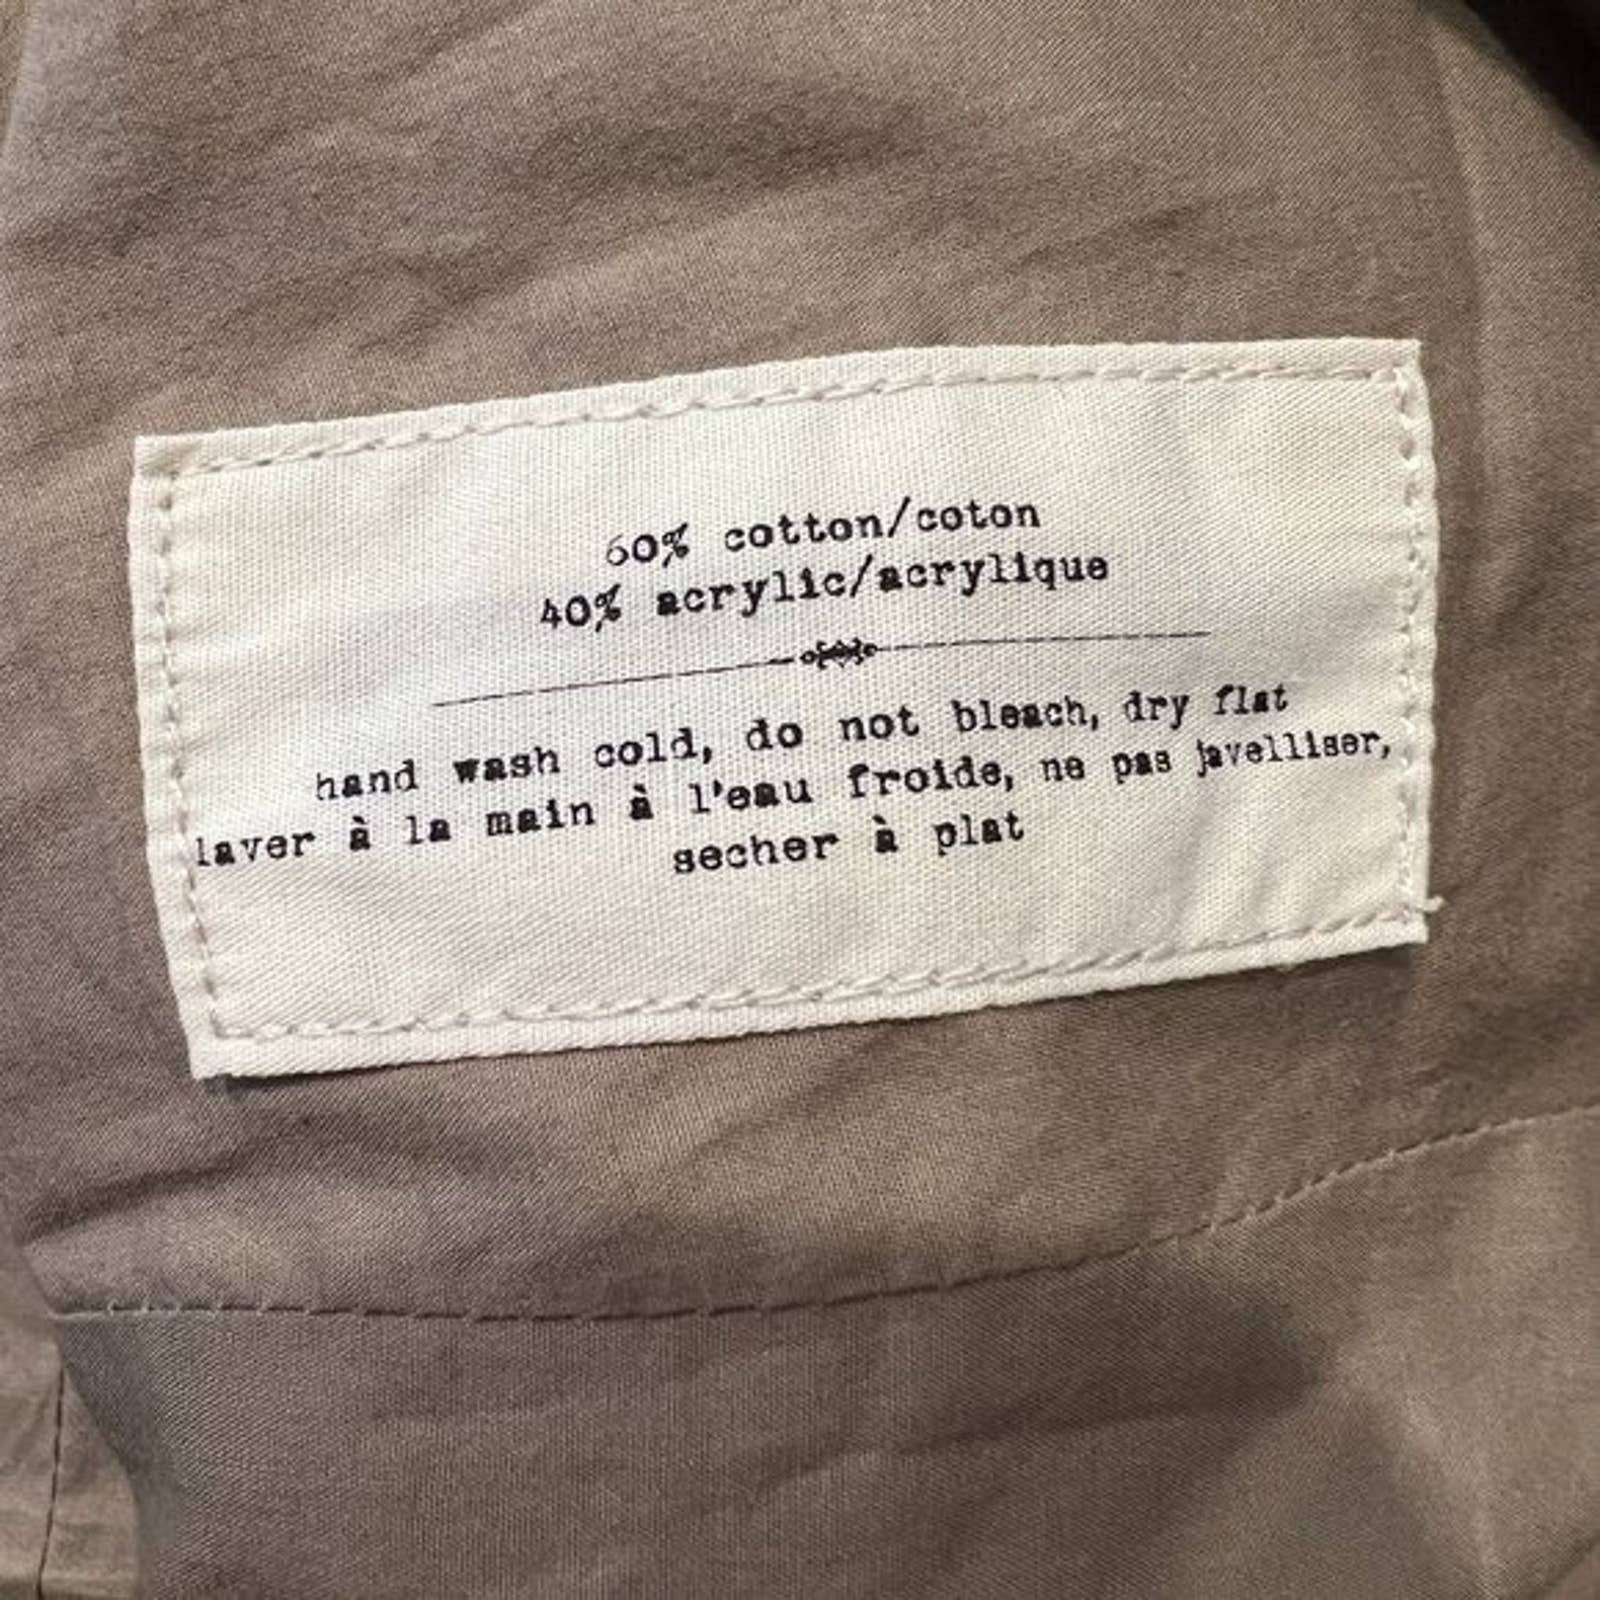 60% cotton/coton
40% acrylic/acrylique
hand wash cold, do not bleach, dry flat
laver à la main à l'eau froide, ne pas javelliser,
secher à plat